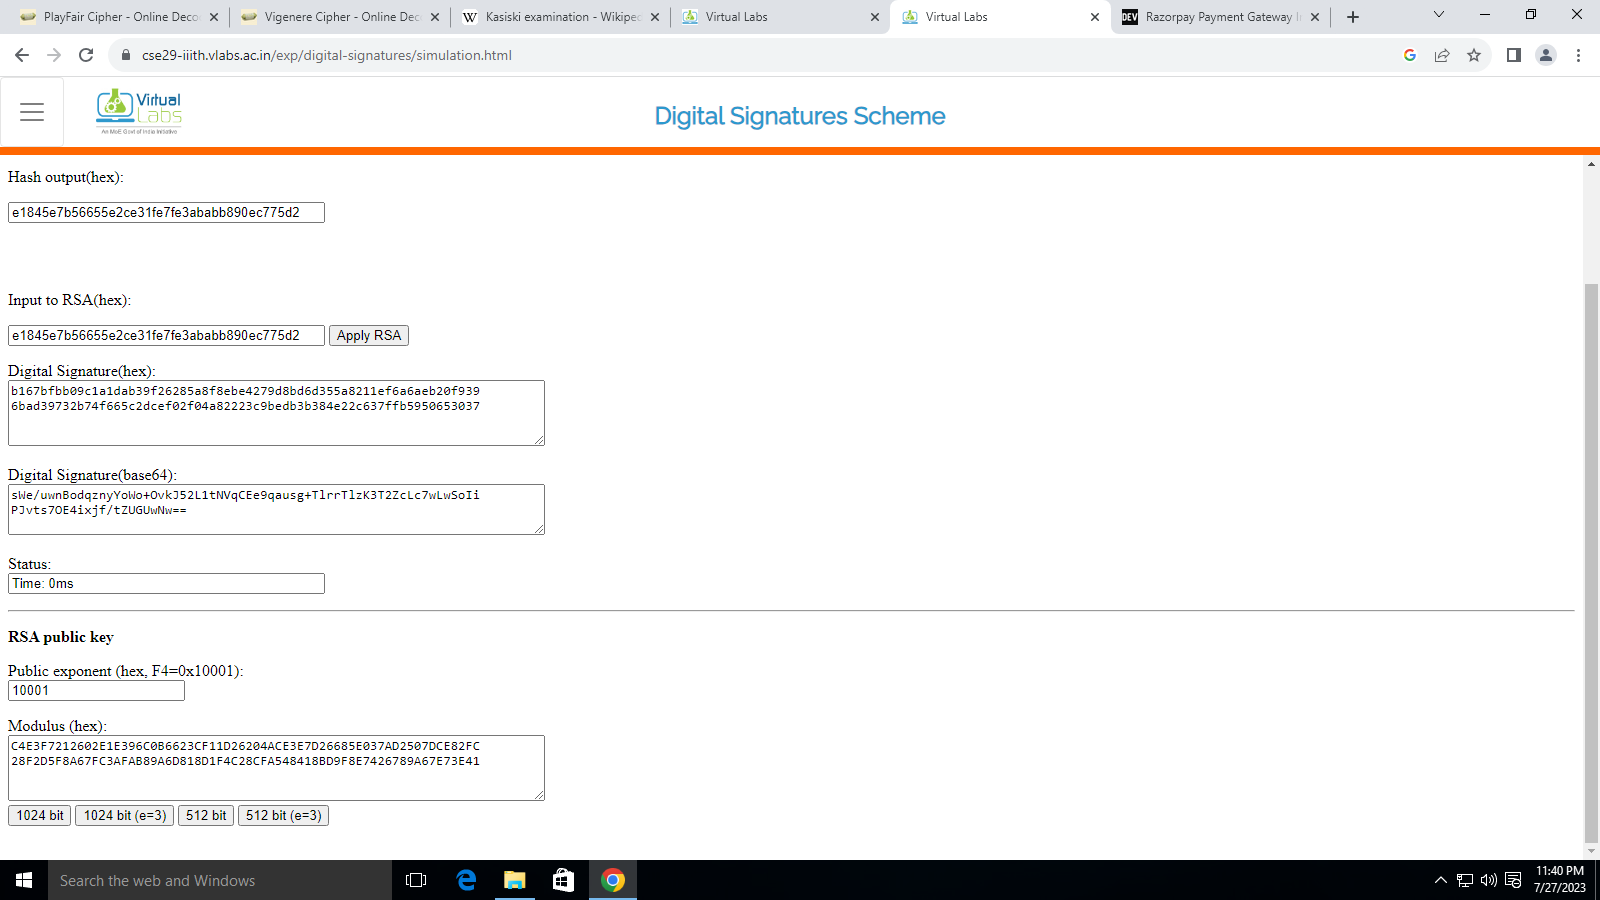 PlayFair Cipher - Online Deco
Vigenere Cipher - Online Dec
W Kasiski examination - Wikiped
Virtual Labs
Virtual Labs
DEV Razorpay Payment Gateway I
cse29-iiith.vlabs.ac.in/exp/digital-signatures/simulation.html
Virtual Labs
An MoE Govt of India Initiative
Digital Signatures Scheme
Hash output(hex):
e1845e7b56655e2ce31fe7fe3ababb890ec775d2
Input to RSA(hex):
e1845e7b56655e2ce31fe7fe3ababb890ec775d2 Apply RSA
Digital Signature(hex):
b167bfbb09c1a1dab39f26285a8f8ebe4279d8bd6d355a8211ef6a6aeb20f939
6bad39732b74f665c2dcef02f04a82223c9bedb3b384e22c637ffb5950653037
Digital Signature(base64):
sWe/uwnBodqznyYoWo+OvkJ52L1tNVqCEe9qausg+TlrrTlzK3T2ZcLc7wLwSoIi
PJvts7OE4ixjf/tZUGUwNw==
Status:
Time: 0ms
RSA public key
Public exponent (hex, F4=0x10001):
10001
Modulus (hex):
C4E3F7212602E1E396C0B6623CF11D26204ACE3E7D26685E037AD2507DCE82FC
28F2D5F8A67FC3AFAB89A6D818D1F4C28CFA548418BD9F8E7426789A67E73E41
1024 bit 1024 bit (e=3) 512 bit 512 bit (e=3)
Search the web and Windows
11:40 PM
7/27/2023